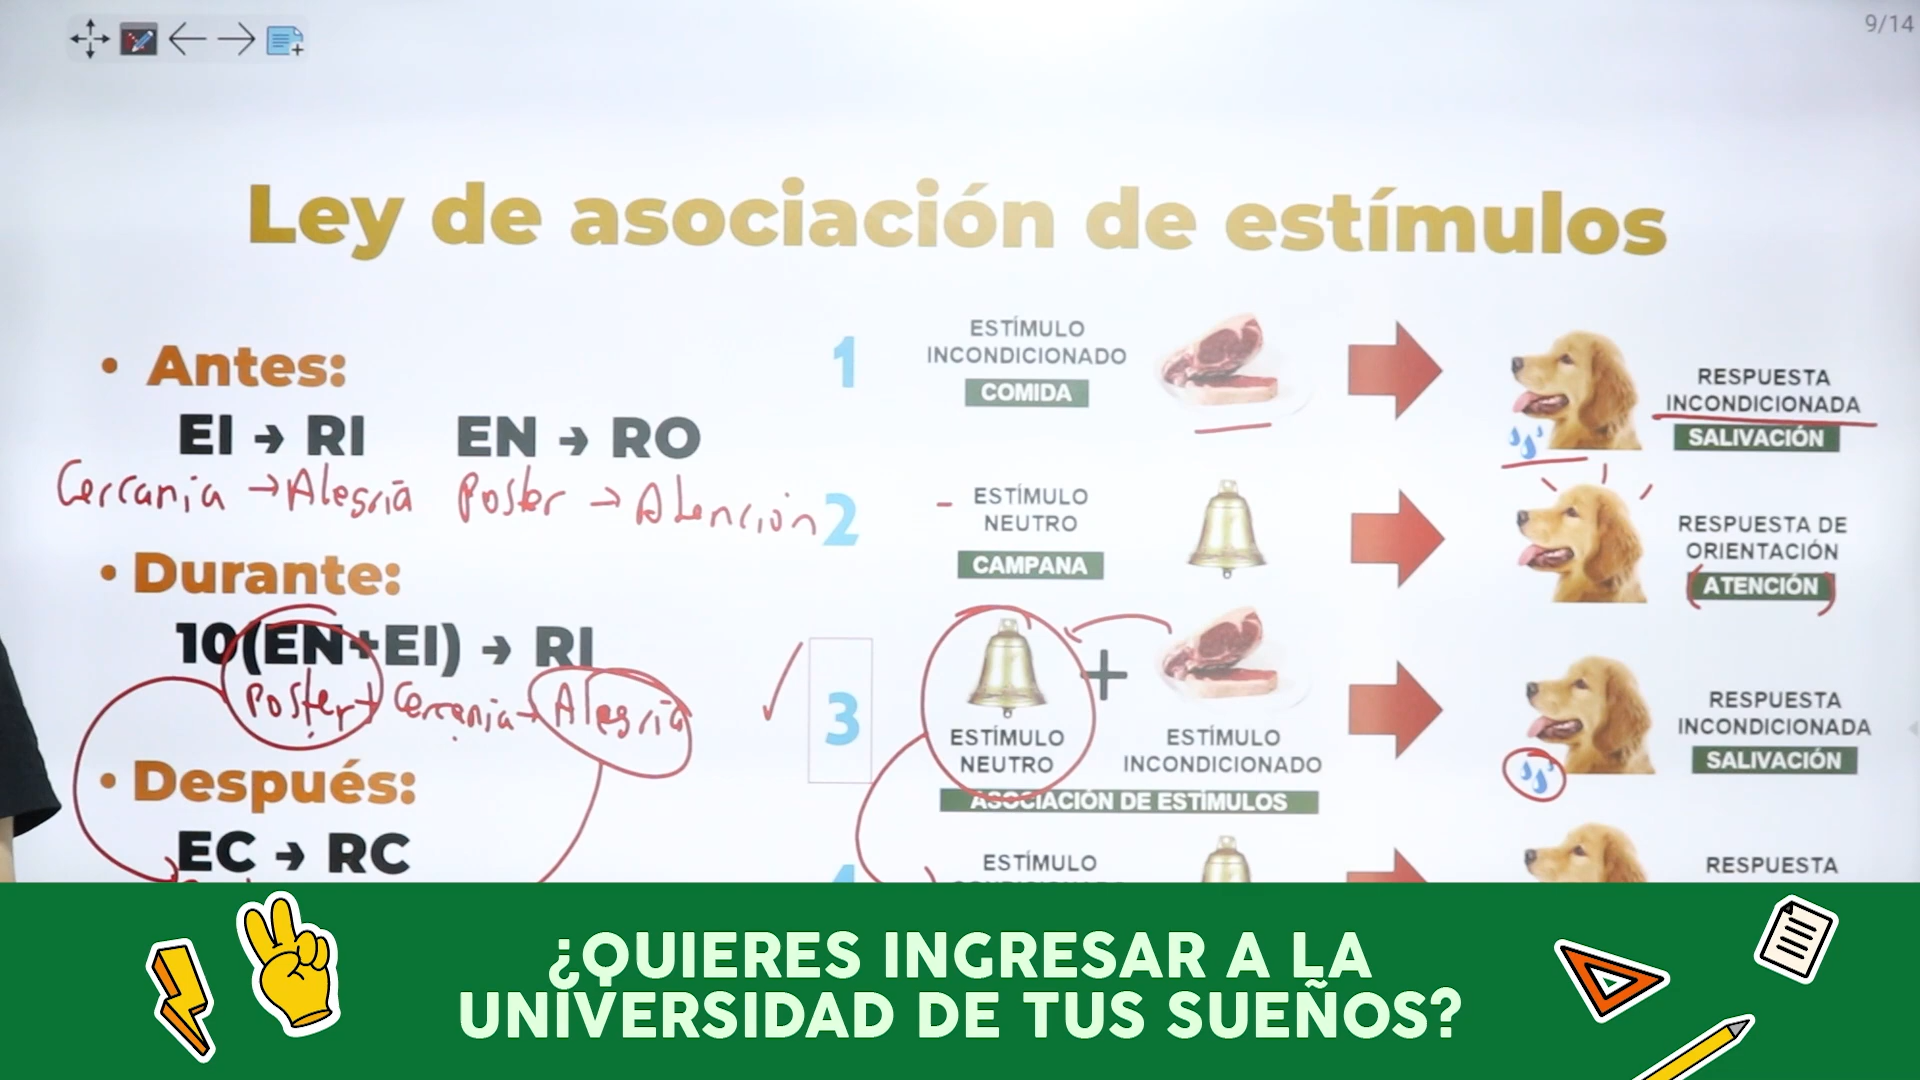 9/14
Ley de asociación de estímulos
• Antes:
EI → RI EN → RO
Cercania → Alegría Poster → Atención
• Durante:
10(EN+EI) → RI
Poster + Cercania → Alegria
• Después:
EC → RC
1
ESTÍMULO
INCONDICIONADO
COMIDA
RESPUESTA
INCONDICIONADA
SALIVACIÓN
2
ESTÍMULO
NEUTRO
CAMPANA
RESPUESTA DE
ORIENTACIÓN
(ATENCIÓN)
3
+
ESTÍMULO
NEUTRO
ESTÍMULO
INCONDICIONADO
ASOCIACIÓN DE ESTÍMULOS
RESPUESTA
INCONDICIONADA
SALIVACIÓN
ESTÍMULO
RESPUESTA
¿QUIERES INGRESAR A LA
UNIVERSIDAD DE TUS SUEÑOS?